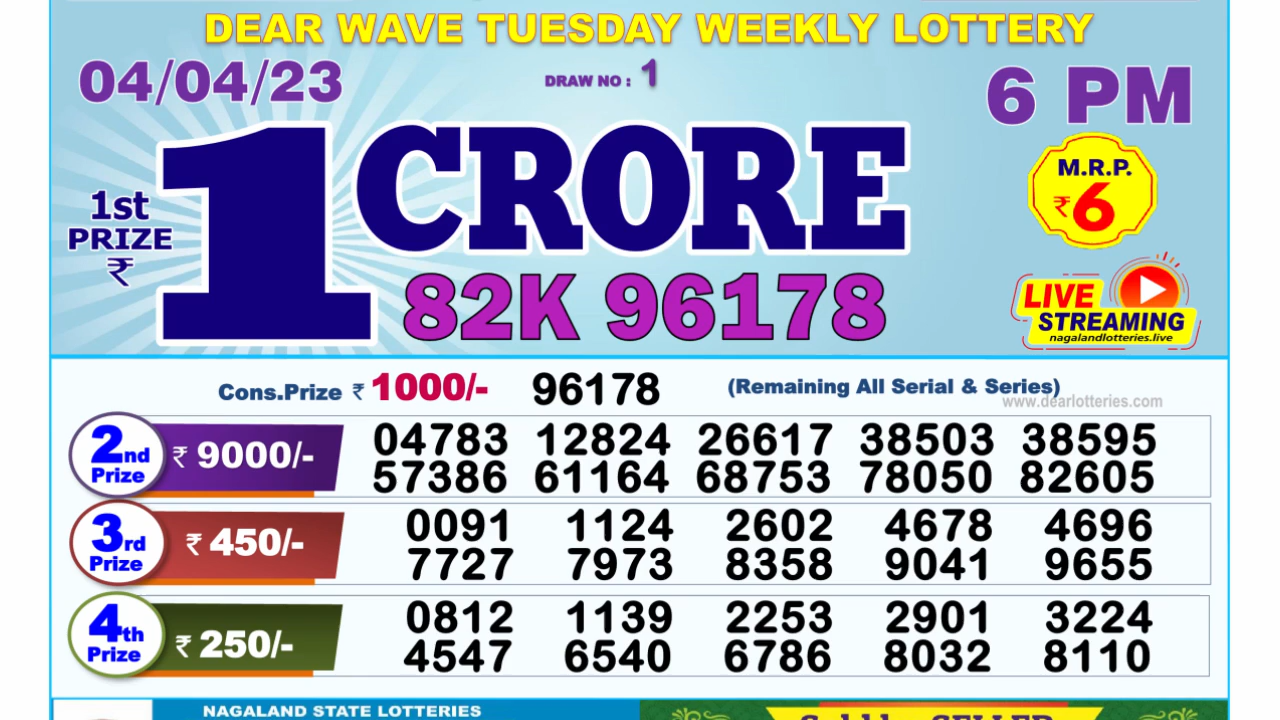 DEAR WAVE TUESDAY WEEKLY LOTTERY
04/04/23
DRAW NO : 1
6 PM
1st
PRIZE
₹
1 CRORE
M.R.P.
₹6
82K 96178
LIVE
STREAMING
nagalandlotteries.live
Cons.Prize ₹ 1000/- 96178 (Remaining All Serial & Series)
www.dearlotteries.com
2nd
Prize
₹ 9000/-
04783 12824 26617 38503 38595
57386 61164 68753 78050 82605
3rd
Prize
₹ 450/-
0091 1124 2602 4678 4696
7727 7973 8358 9041 9655
4th
Prize
₹ 250/-
0812 1139 2253 2901 3224
4547 6540 6786 8032 8110
NAGALAND STATE LOTTERIES